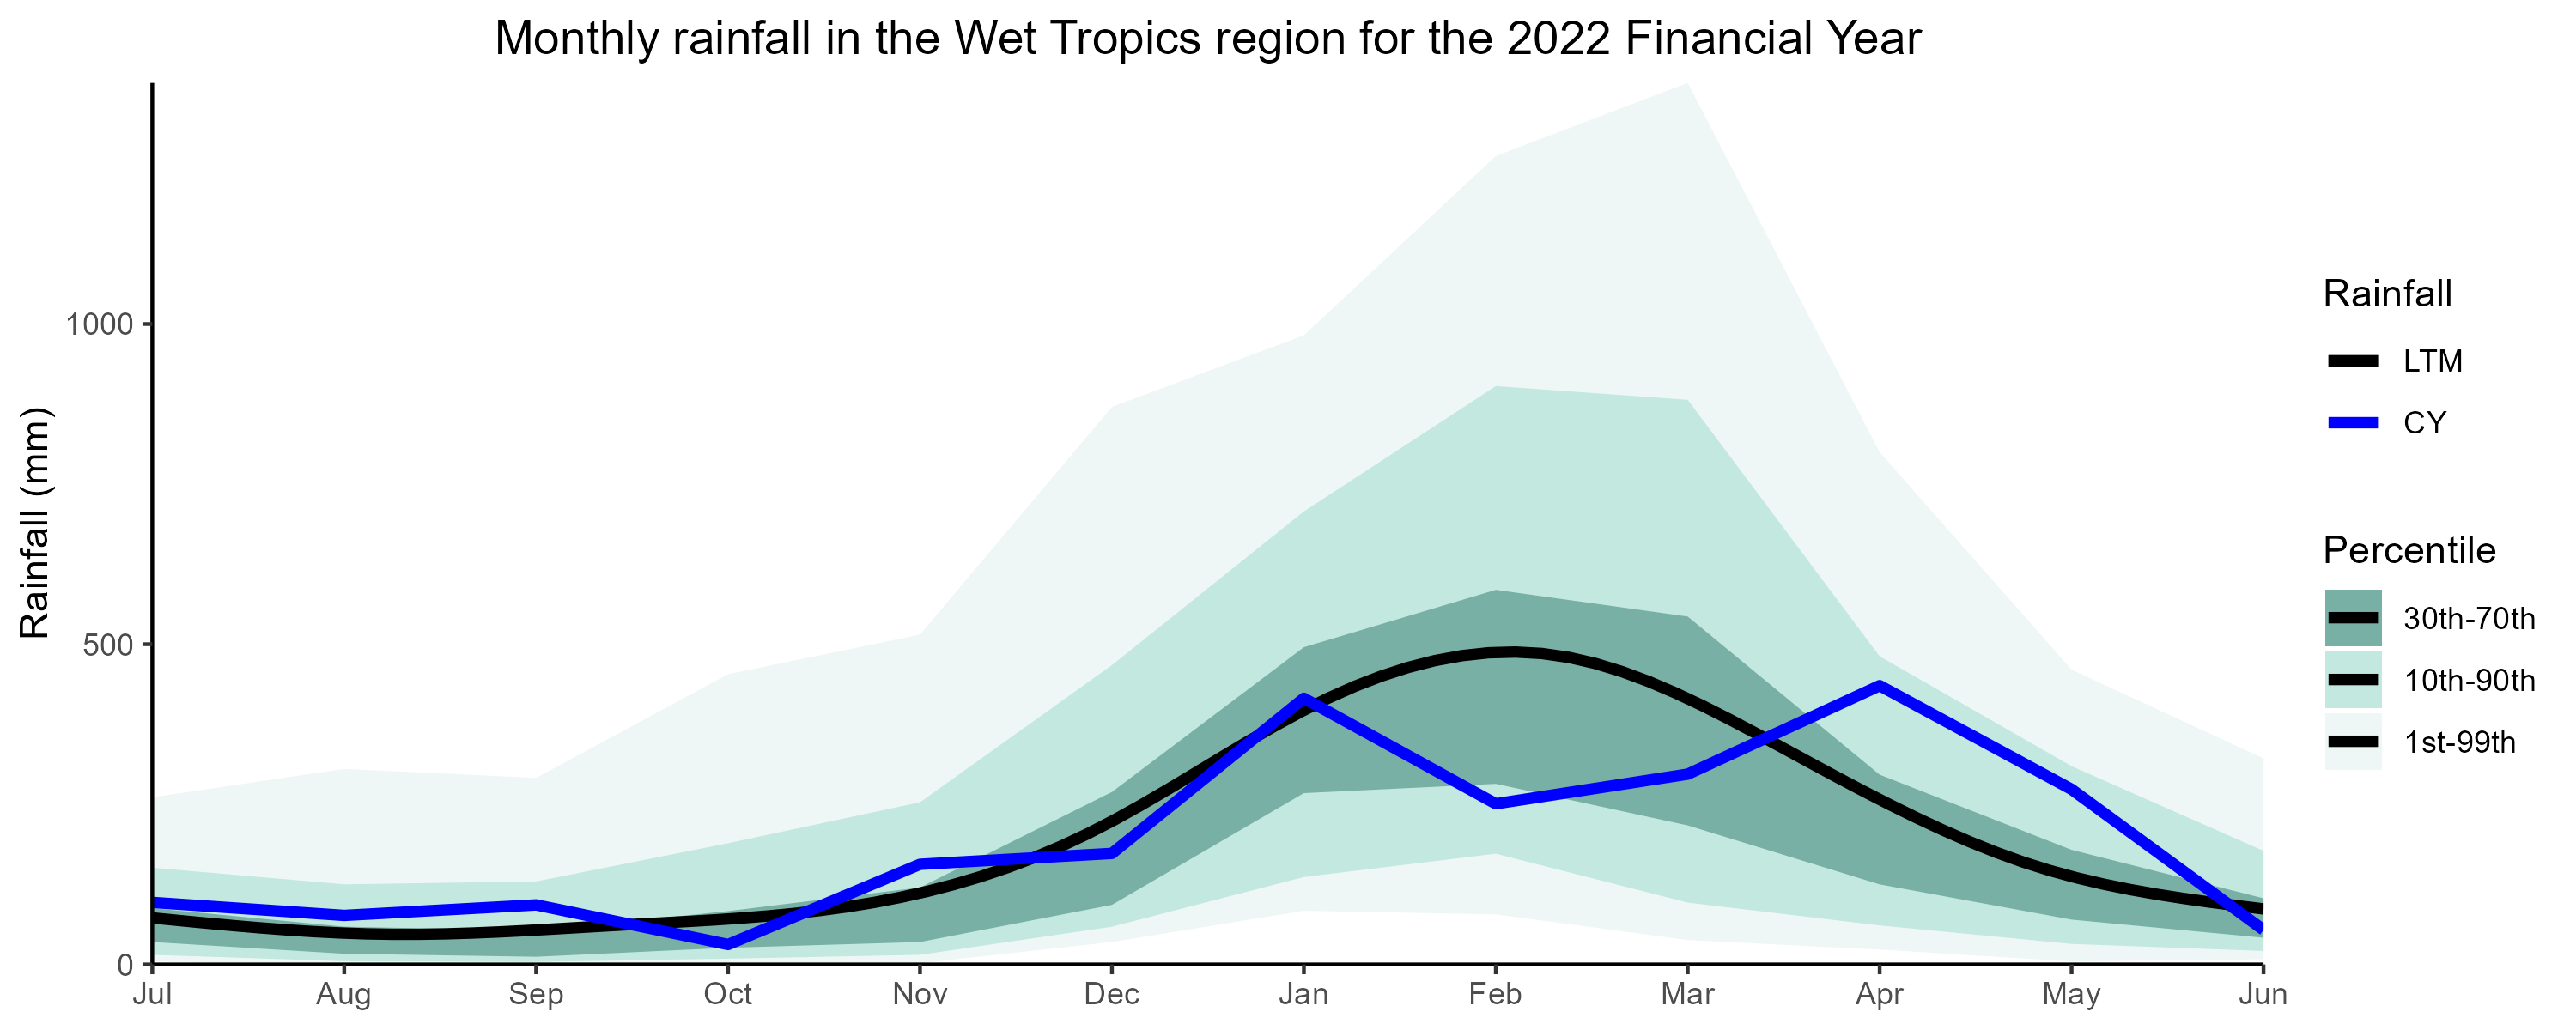 Monthly rainfall in the Wet Tropics region for the 2022 Financial Year
Rainfall (mm)
1000
500
0
Jul Aug Sep Oct Nov Dec Jan Feb Mar Apr May Jun
Rainfall
LTM
CY
Percentile
30th-70th
10th-90th
1st-99th